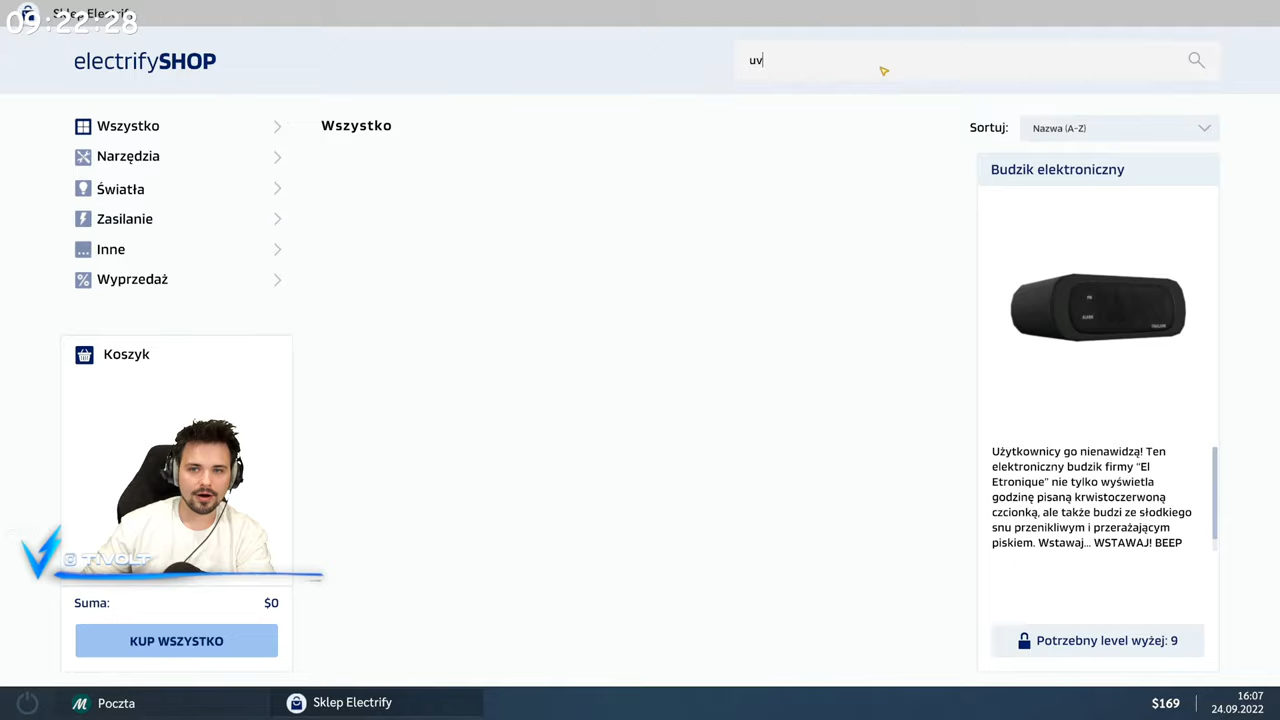 Sklep Electrify
09:22:28
electrifySHOP
uv
Wszystko
Narzędzia
Światła
Zasilanie
Inne
Wyprzedaż
Wszystko
Sortuj:
Nazwa (A-Z)
Budzik elektroniczny
Użytkownicy go nienawidzą! Ten
elektroniczny budzik firmy "El
Etronique" nie tylko wyświetla
godzinę pisaną krwistoczerwoną
czcionką, ale także budzi ze słodkiego
snu przenikliwym i przerażającym
piskiem. Wstawaj... WSTAWAJ! BEEP
Potrzebny level wyżej: 9
Koszyk
TIVOLT
Suma:
$0
KUP WSZYSTKO
Poczta
Sklep Electrify
$169
16:07
24.09.2022